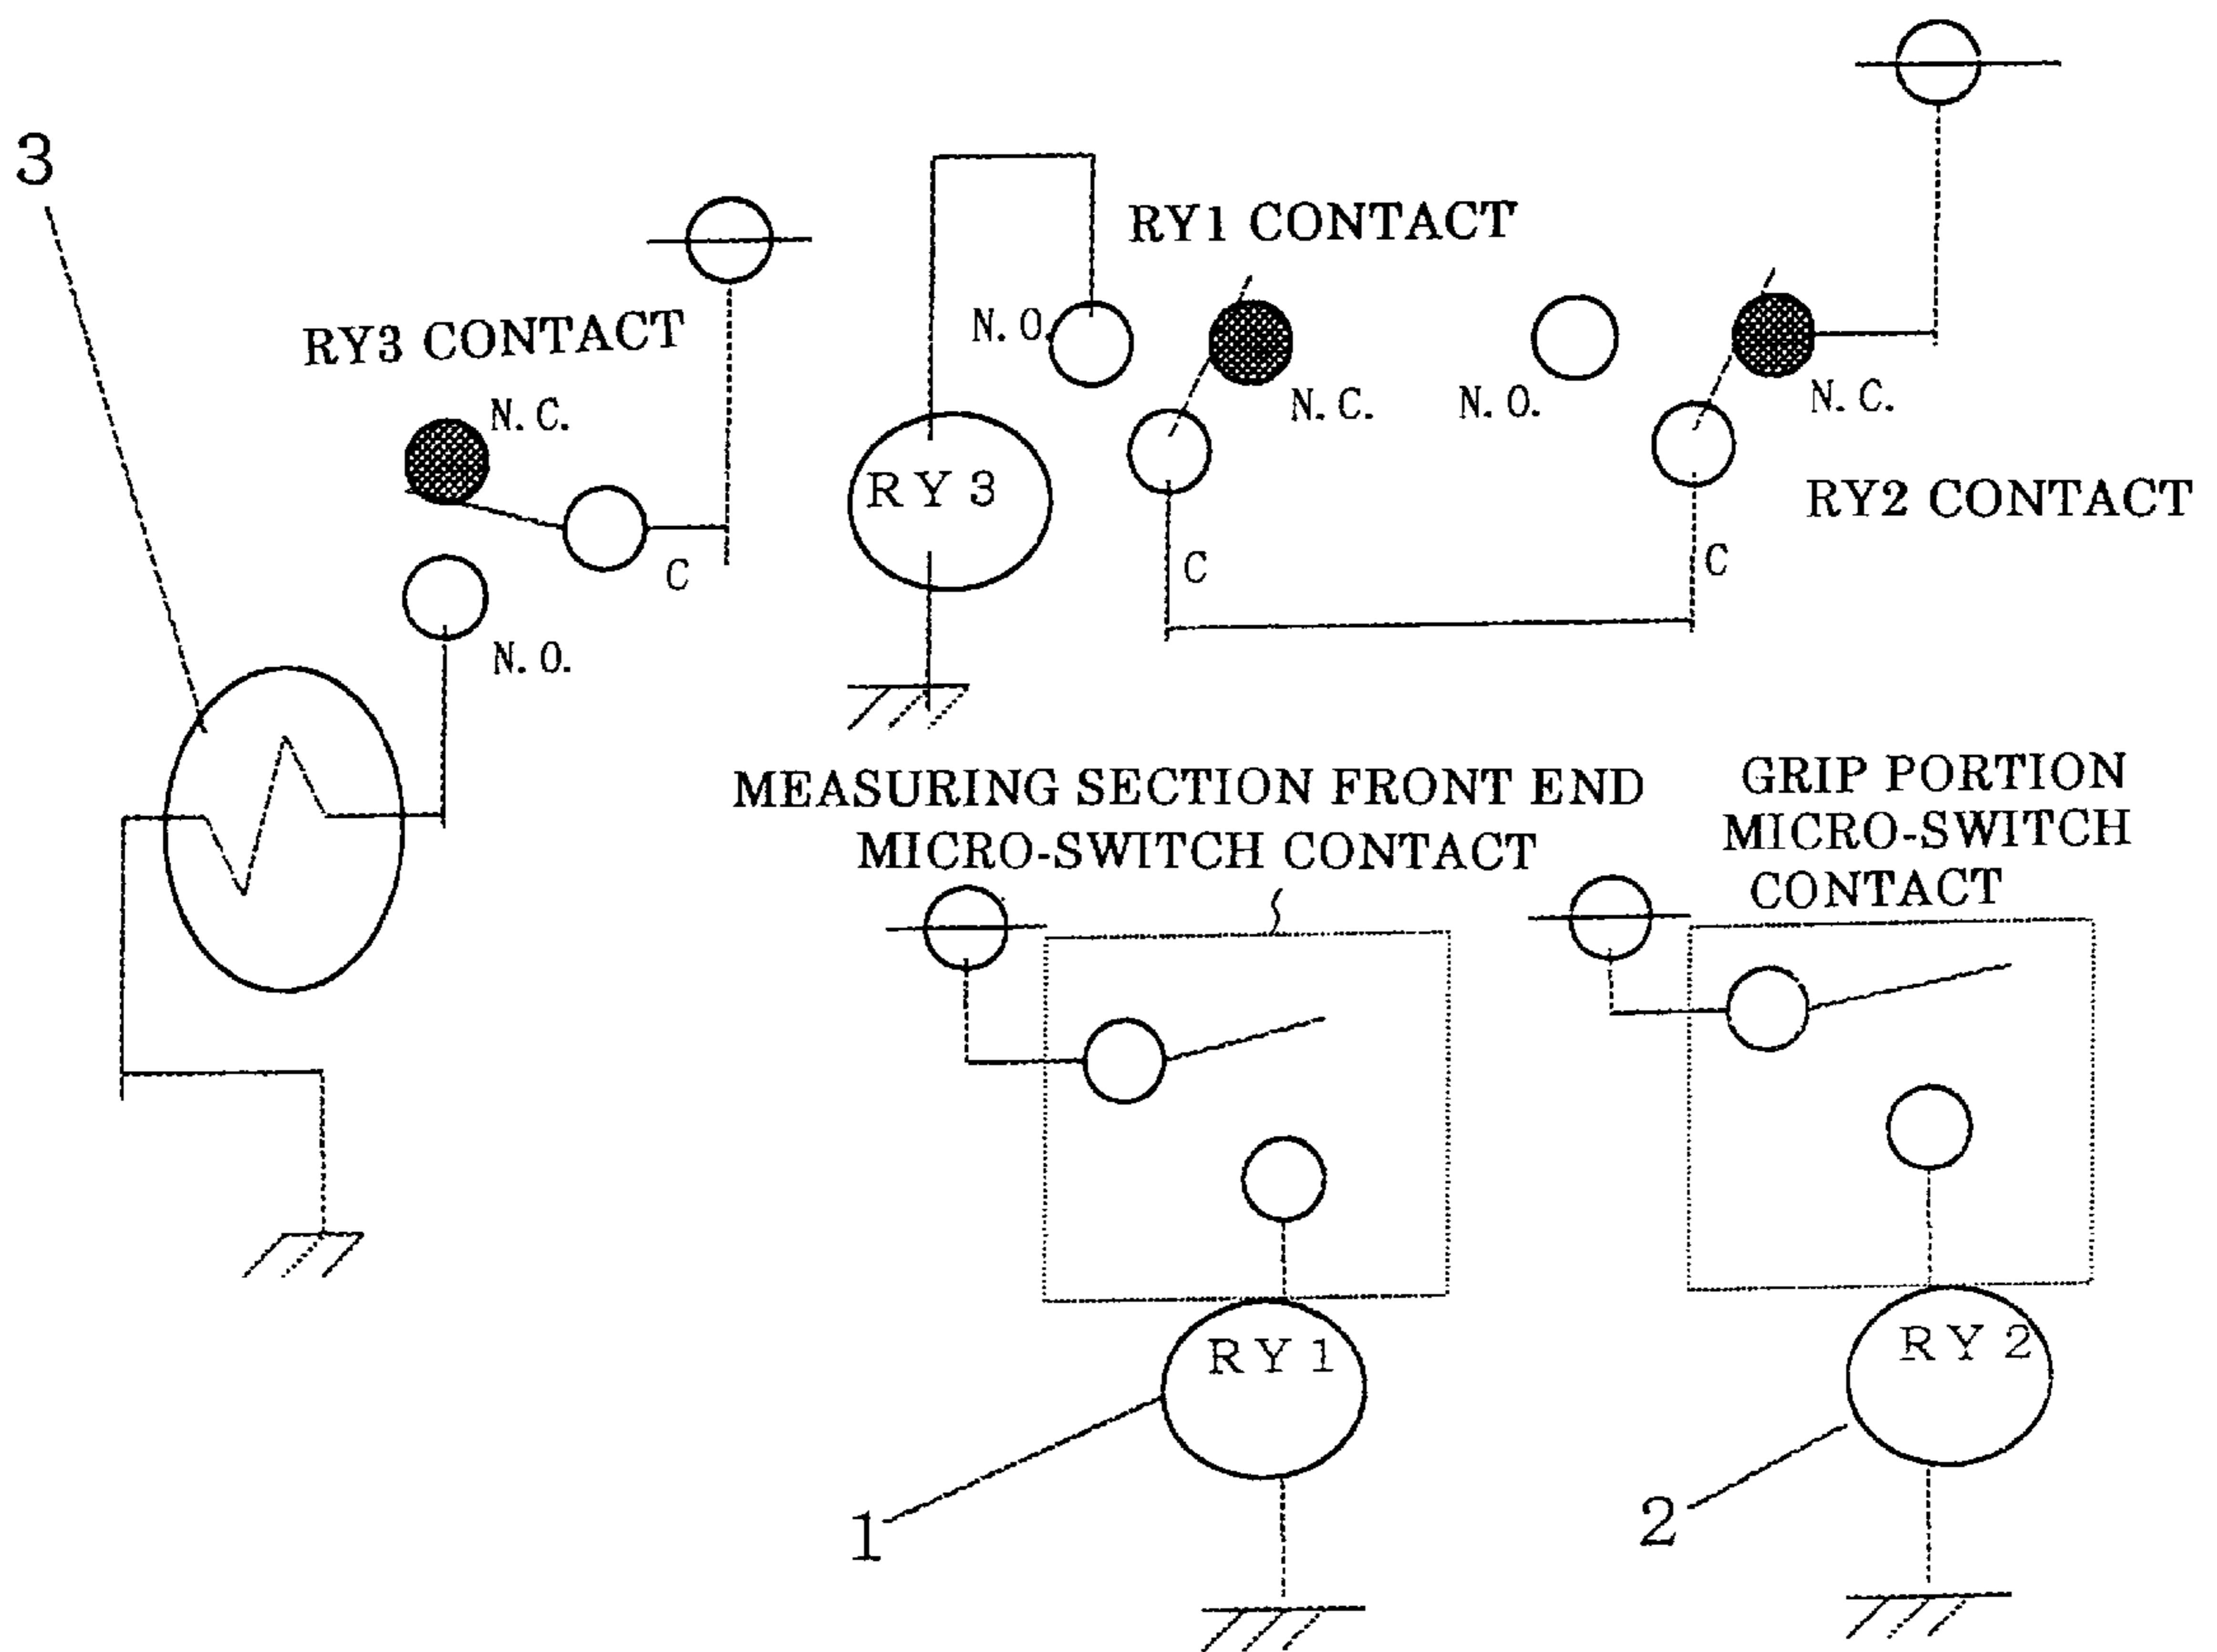 3
RY1 CONTACT
RY3 CONTACT
N.O.
N.C.
N.O.
N.C.
N.C.
RY3
RY2 CONTACT
C
C
C
N.O.
MEASURING SECTION FRONT END
MICRO-SWITCH CONTACT
GRIP PORTION
MICRO-SWITCH
CONTACT
RY1
RY2
1
2